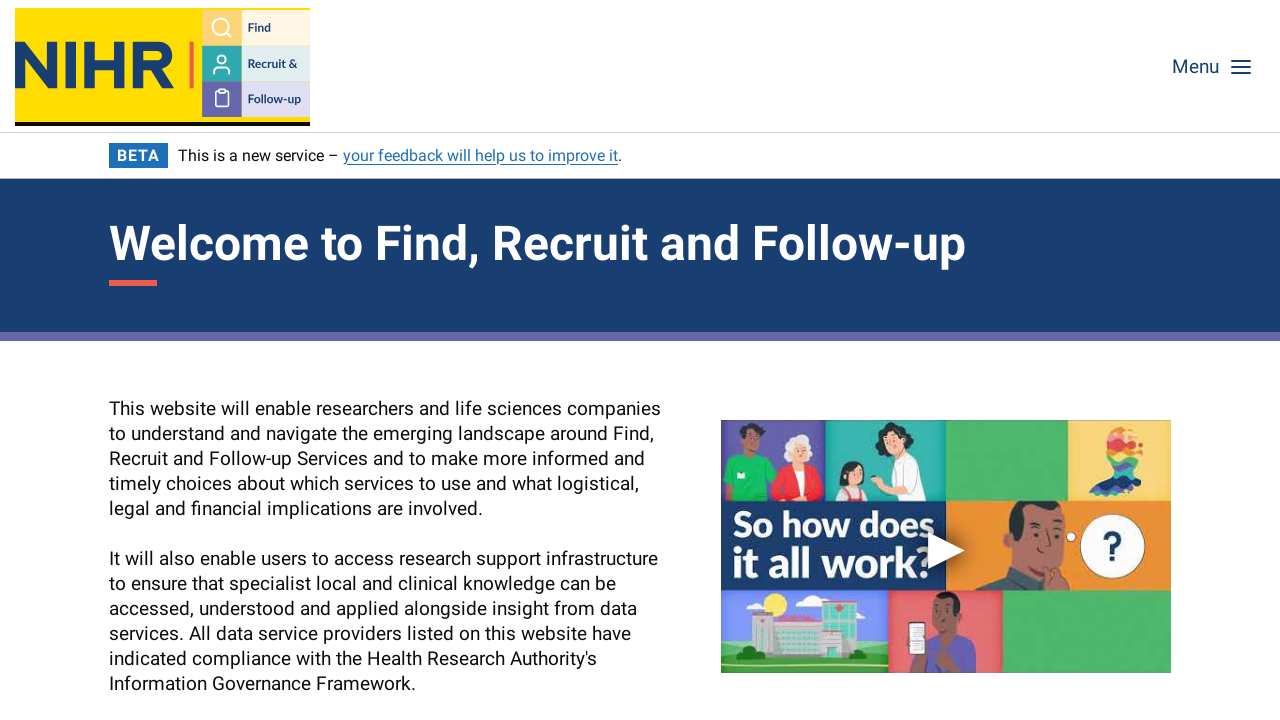 NIHR
Find
Recruit &
Follow-up
Menu
BETA This is a new service – your feedback will help us to improve it.
Welcome to Find, Recruit and Follow-up
This website will enable researchers and life sciences companies
to understand and navigate the emerging landscape around Find,
Recruit and Follow-up Services and to make more informed and
timely choices about which services to use and what logistical,
legal and financial implications are involved.
It will also enable users to access research support infrastructure
to ensure that specialist local and clinical knowledge can be
accessed, understood and applied alongside insight from data
services. All data service providers listed on this website have
indicated compliance with the Health Research Authority's
Information Governance Framework.
So how does
it all work?
?